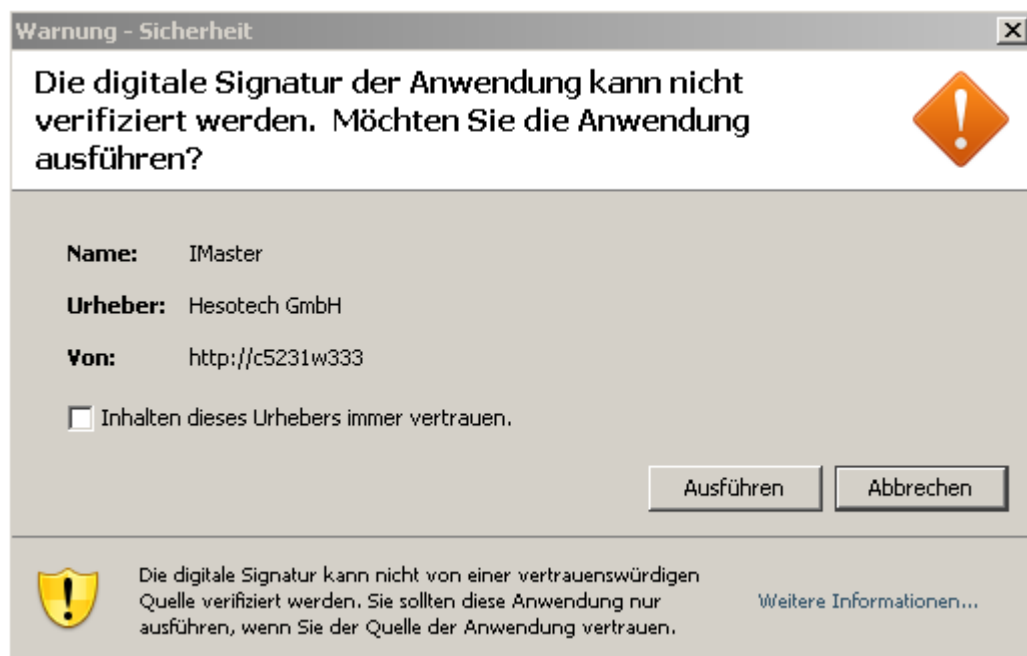 Warnung - Sicherheit
Die digitale Signatur der Anwendung kann nicht
verifiziert werden.  Möchten Sie die Anwendung
ausführen?
Name: IMaster
Urheber: Hesotech GmbH
Von: http://c5231w333
Inhalten dieses Urhebers immer vertrauen.
Ausführen Abbrechen
Die digitale Signatur kann nicht von einer vertrauenswürdigen
Quelle verifiziert werden. Sie sollten diese Anwendung nur
ausführen, wenn Sie der Quelle der Anwendung vertrauen.
Weitere Informationen...